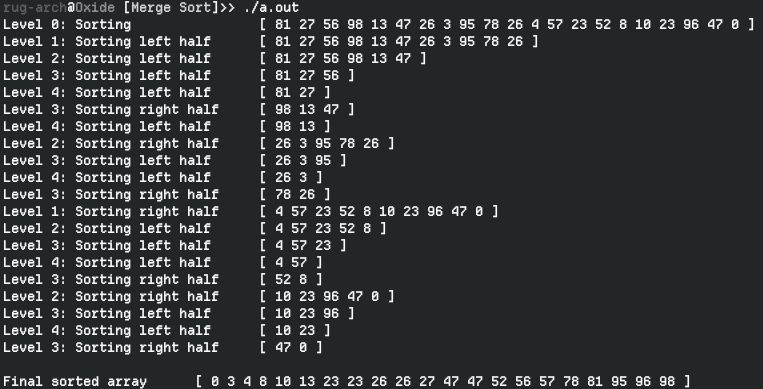 rug-arch@Oxide [Merge Sort]>> ./a.out
Level 0: Sorting [ 81 27 56 98 13 47 26 3 95 78 26 4 57 23 52 8 10 23 96 47 0 ]
Level 1: Sorting left half [ 81 27 56 98 13 47 26 3 95 78 26 ]
Level 2: Sorting left half [ 81 27 56 98 13 47 ]
Level 3: Sorting left half [ 81 27 56 ]
Level 4: Sorting left half [ 81 27 ]
Level 3: Sorting right half [ 98 13 47 ]
Level 4: Sorting left half [ 98 13 ]
Level 2: Sorting right half [ 26 3 95 78 26 ]
Level 3: Sorting left half [ 26 3 95 ]
Level 4: Sorting left half [ 26 3 ]
Level 3: Sorting right half [ 78 26 ]
Level 1: Sorting right half [ 4 57 23 52 8 10 23 96 47 0 ]
Level 2: Sorting left half [ 4 57 23 52 8 ]
Level 3: Sorting left half [ 4 57 23 ]
Level 4: Sorting left half [ 4 57 ]
Level 3: Sorting right half [ 52 8 ]
Level 2: Sorting right half [ 10 23 96 47 0 ]
Level 3: Sorting left half [ 10 23 96 ]
Level 4: Sorting left half [ 10 23 ]
Level 3: Sorting right half [ 47 0 ]
Final sorted array [ 0 3 4 8 10 13 23 23 26 26 27 47 47 52 56 57 78 81 95 96 98 ]